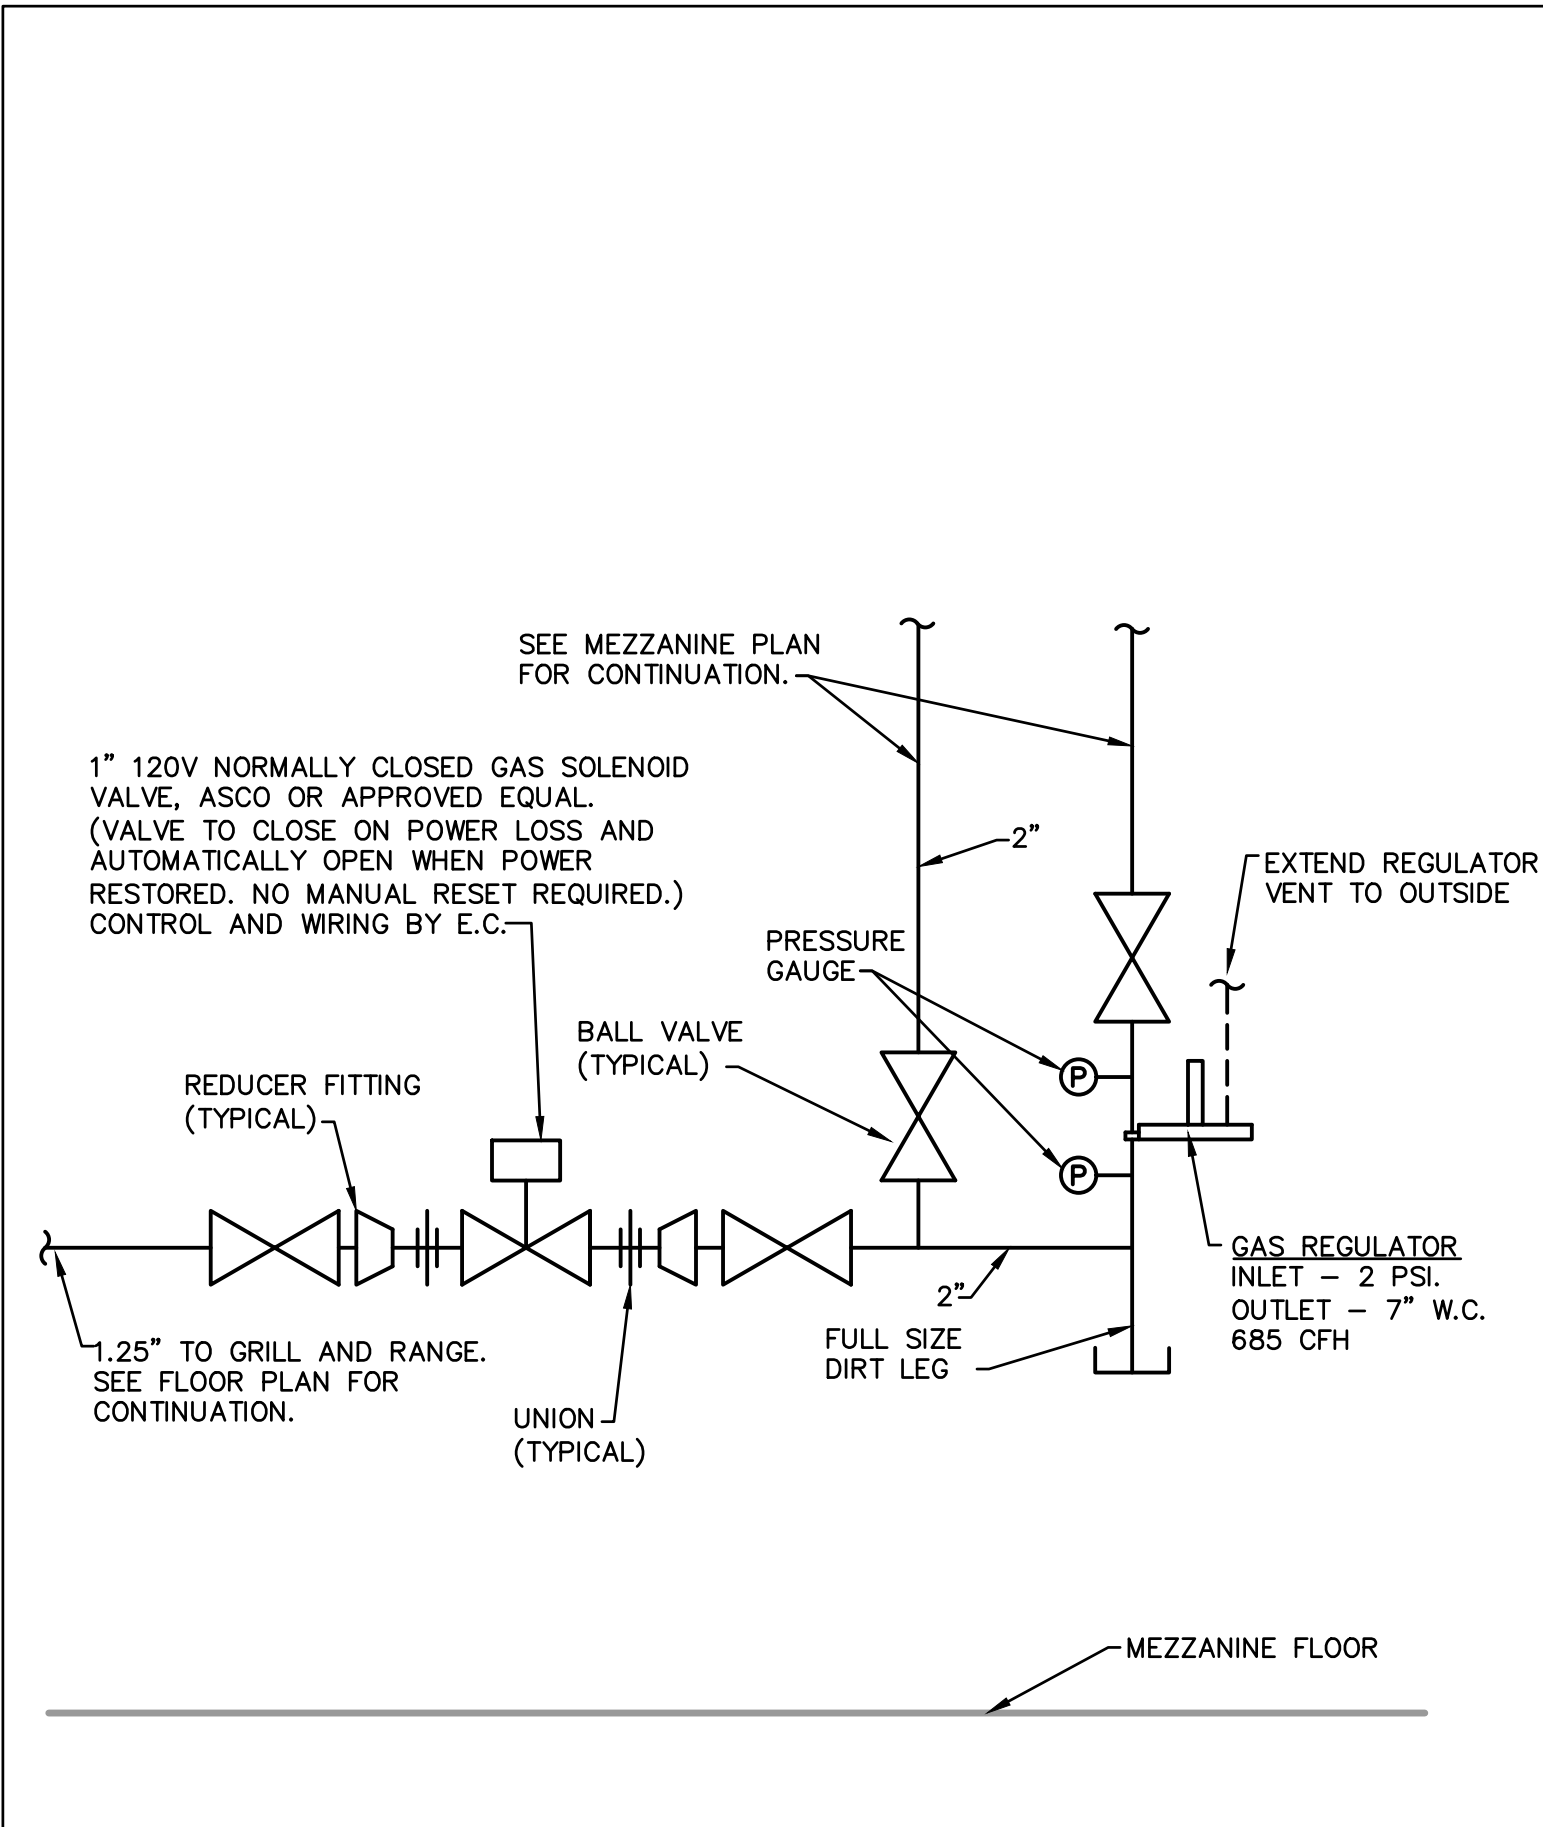 SEE MEZZANINE PLAN
FOR CONTINUATION.
1” 120V NORMALLY CLOSED GAS SOLENOID
VALVE, ASCO OR APPROVED EQUAL.
(VALVE TO CLOSE ON POWER LOSS AND
AUTOMATICALLY OPEN WHEN POWER
RESTORED. NO MANUAL RESET REQUIRED.)
CONTROL AND WIRING BY E.C.
2”
EXTEND REGULATOR
VENT TO OUTSIDE
PRESSURE
GAUGE
BALL VALVE
(TYPICAL)
REDUCER FITTING
(TYPICAL)
P
P
GAS REGULATOR
INLET – 2 PSI.
OUTLET – 7” W.C.
685 CFH
2”
FULL SIZE
DIRT LEG
1.25” TO GRILL AND RANGE.
SEE FLOOR PLAN FOR
CONTINUATION.
UNION
(TYPICAL)
MEZZANINE FLOOR